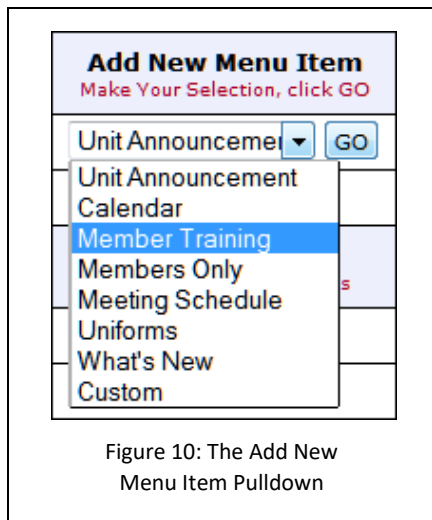 Add New Menu Item
Make Your Selection, click GO
Unit Announcemer GO
Unit Announcement
Calendar
Member Training
Members Only
s
Meeting Schedule
Uniforms
What's New
Custom
Figure 10: The Add New
Menu Item Pulldown